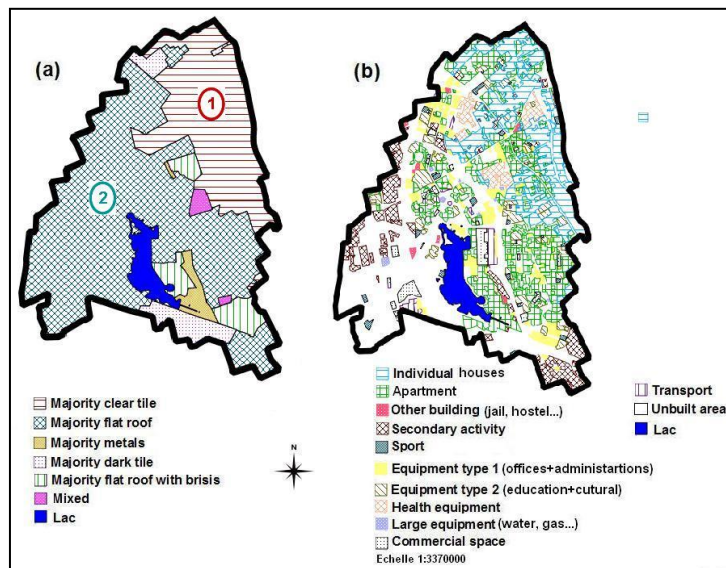 (a)
1
2
Majority clear tile
Majority flat roof
Majority metals
Majority dark tile
Majority flat roof with brisis
Mixed
Lac
N
(b)
Individual houses
Apartment
Other building (jail, hostel...)
Secondary activity
Sport
Equipment type 1 (offices+administartions)
Equipment type 2 (education+cutural)
Health equipment
Large equipment (water, gas...)
Commercial space
Echelle 1:3370000
Transport
Unbuilt area
Lac